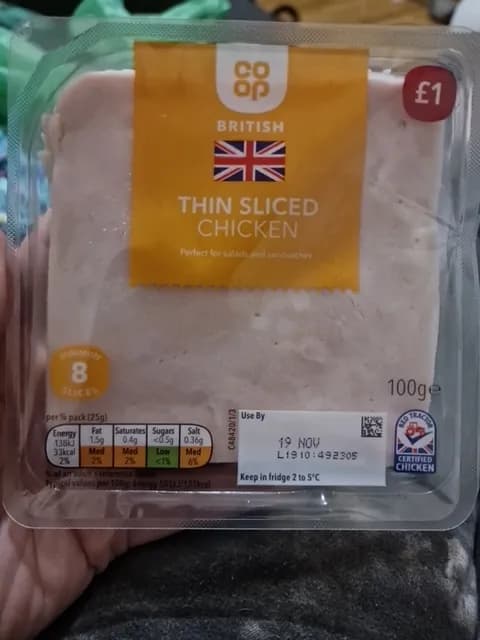 CO
OP
£1
BRITISH
THIN SLICED
CHICKEN
Perfect for salads and sandwiches
8
SLICES
100g e
per ¼ pack (25g)
Energy Fat Saturates Sugars Salt
138kJ 1.5g 0.4g <0.5g 0.36g
33kcal Med Med Low Med
2% 2% 2% <1% 6%
CA8420/1/3
Use By
19 NOV
L1910:492305
Keep in fridge 2 to 5°C
RED TRACTOR
CERTIFIED
CHICKEN